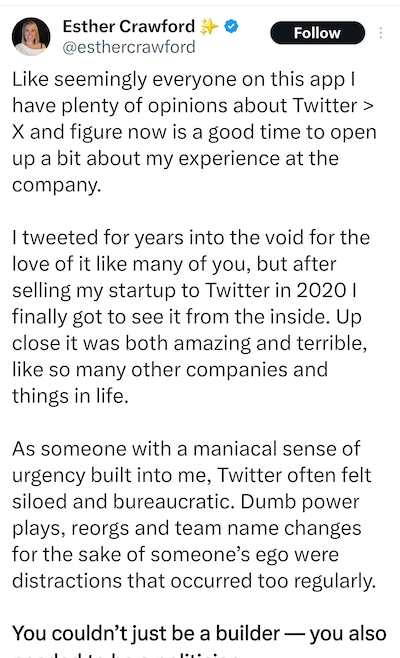 Esther Crawford ✨
@esthercrawford
Follow
Like seemingly everyone on this app I
have plenty of opinions about Twitter >
X and figure now is a good time to open
up a bit about my experience at the
company.
I tweeted for years into the void for the
love of it like many of you, but after
selling my startup to Twitter in 2020 I
finally got to see it from the inside. Up
close it was both amazing and terrible,
like so many other companies and
things in life.
As someone with a maniacal sense of
urgency built into me, Twitter often felt
siloed and bureaucratic. Dumb power
plays, reorgs and team name changes
for the sake of someone’s ego were
distractions that occurred too regularly.
You couldn’t just be a builder — you also